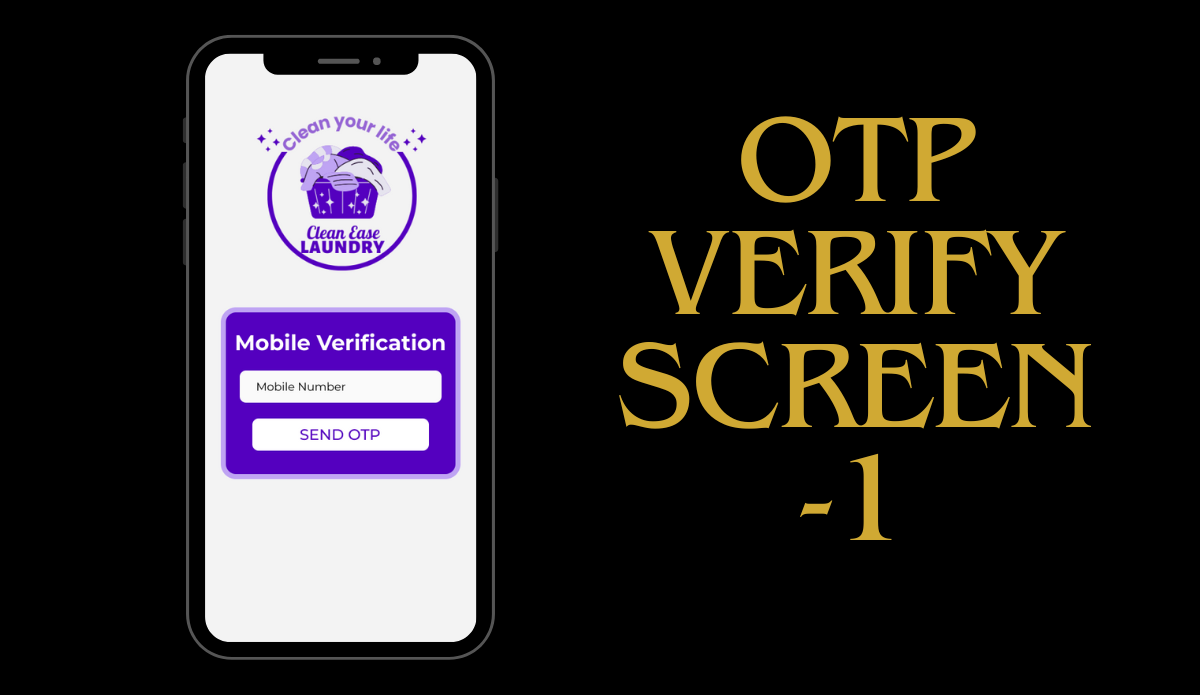 Clean your life
Clean Ease
LAUNDRY
Mobile Verification
Mobile Number
SEND OTP
OTP
VERIFY
SCREEN
-1